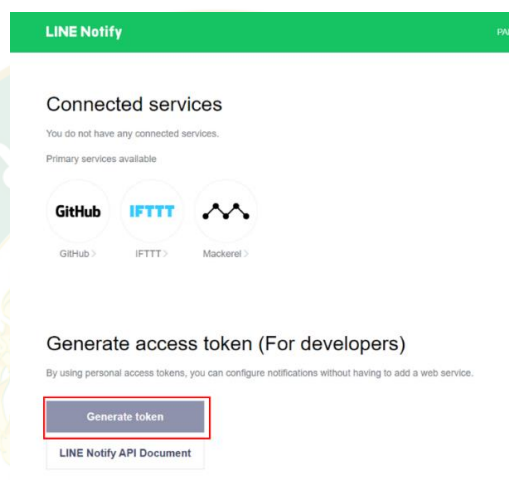 LINE Notify
PA
Connected services
You do not have any connected services.
Primary services available
GitHub IFTTT
GitHub > IFTTT > Mackerel >
Generate access token (For developers)
By using personal access tokens, you can configure notifications without having to add a web service.
Generate token
LINE Notify API Document